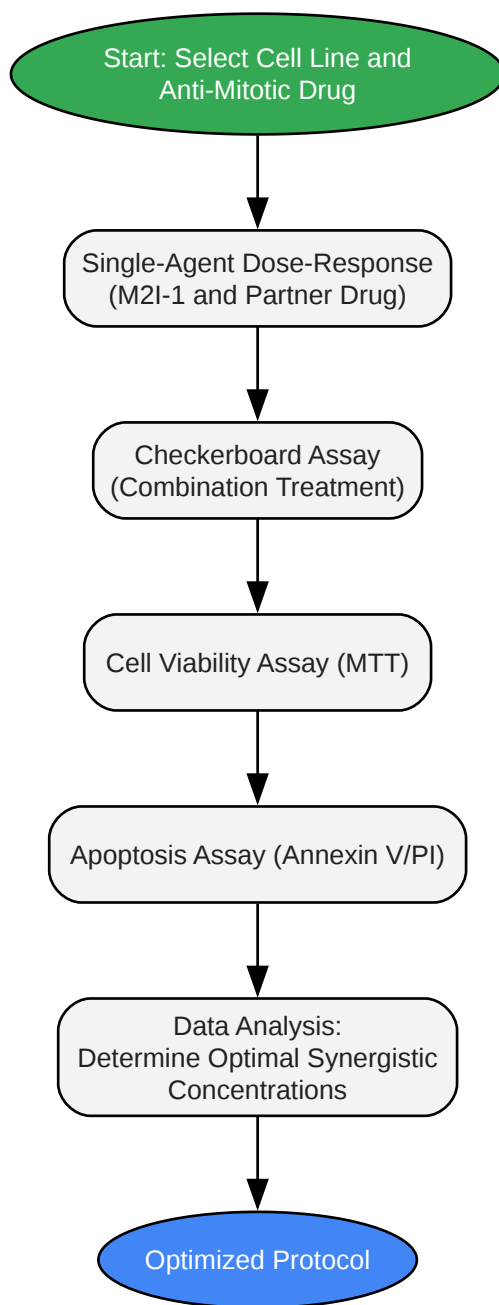 Start: Select Cell Line and
Anti-Mitotic Drug
Single-Agent Dose-Response
(M2I-1 and Partner Drug)
Checkerboard Assay
(Combination Treatment)
Cell Viability Assay (MTT)
Apoptosis Assay (Annexin V/PI)
Data Analysis:
Determine Optimal Synergistic
Concentrations
Optimized Protocol